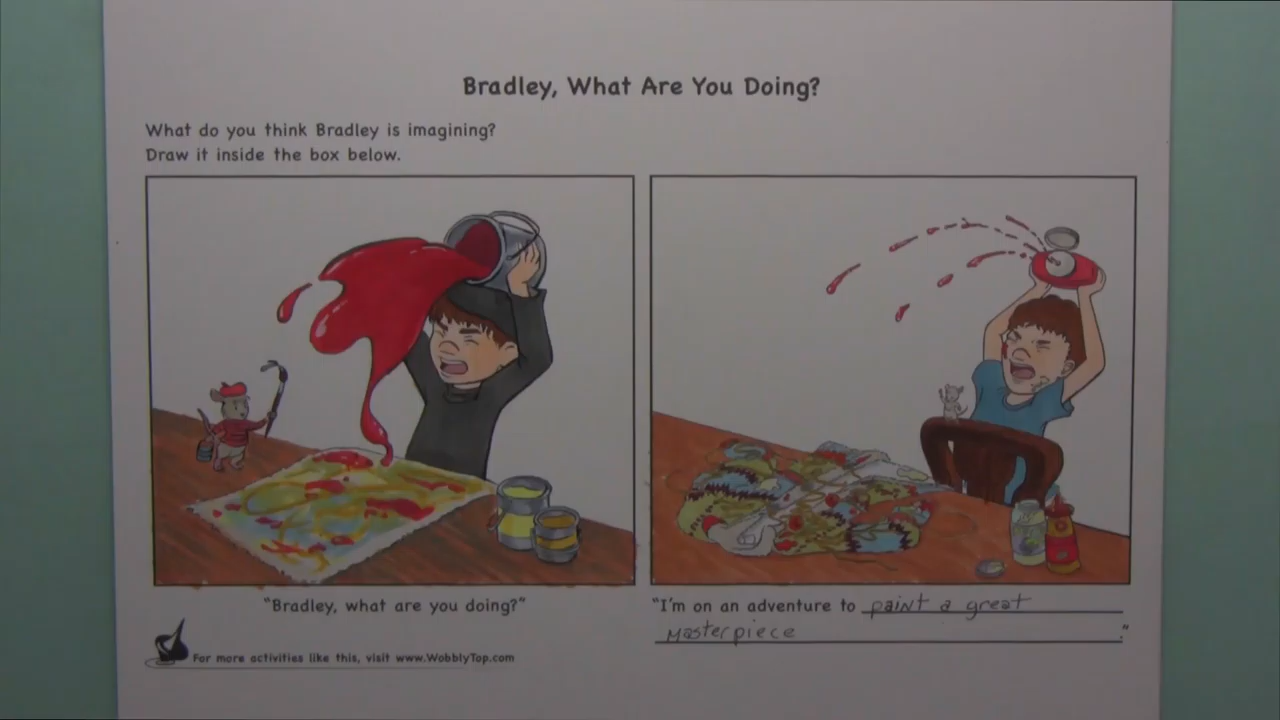 Bradley, What Are You Doing?
What do you think Bradley is imagining?
Draw it inside the box below.
"Bradley, what are you doing?"
"I'm on an adventure to paint a great
masterpiece ."
For more activities like this, visit www.WobblyTop.com